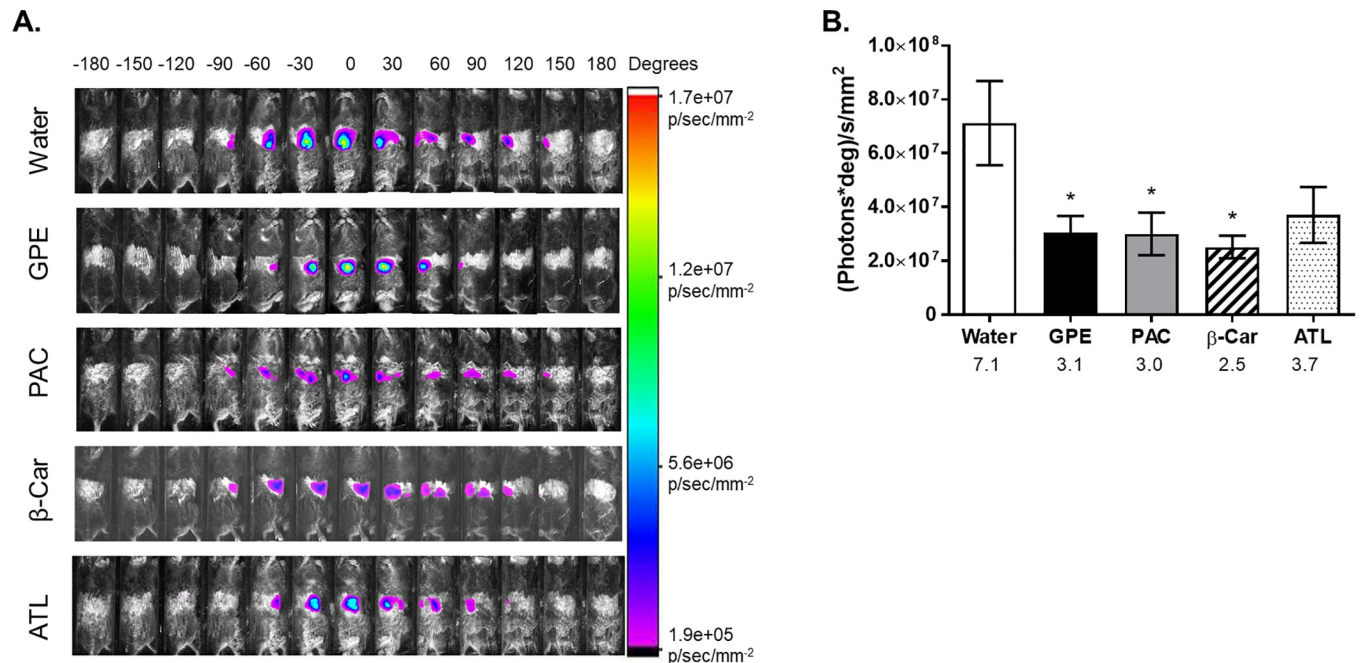 A.
-180 -150 -120 -90 -60 -30 0 30 60 90 120 150 180 Degrees
Water
GPE
PAC
β-Car
ATL
1.7e+07
p/sec/mm⁻²
1.2e+07
p/sec/mm⁻²
5.6e+06
p/sec/mm⁻²
1.9e+05
p/sec/mm⁻²
B.
(Photons*deg)/s/mm²
1.0×10⁸
8.0×10⁷
6.0×10⁷
4.0×10⁷
2.0×10⁷
0
* * *
Water GPE PAC β-Car ATL
7.1 3.1 3.0 2.5 3.7